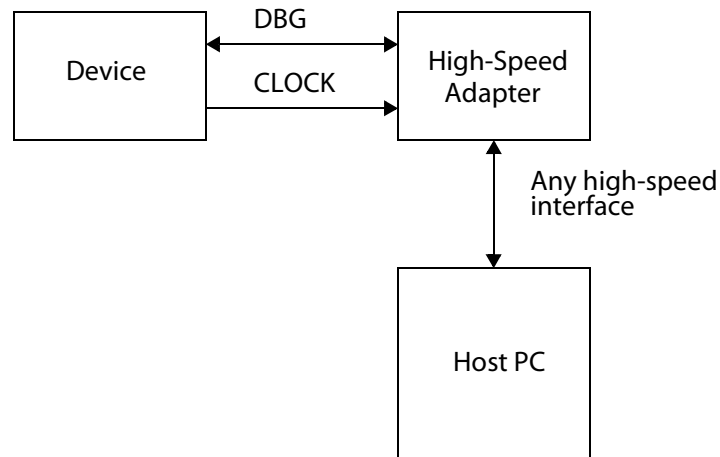 DBG
Device
CLOCK
High-Speed
Adapter
Any high-speed
interface
Host PC